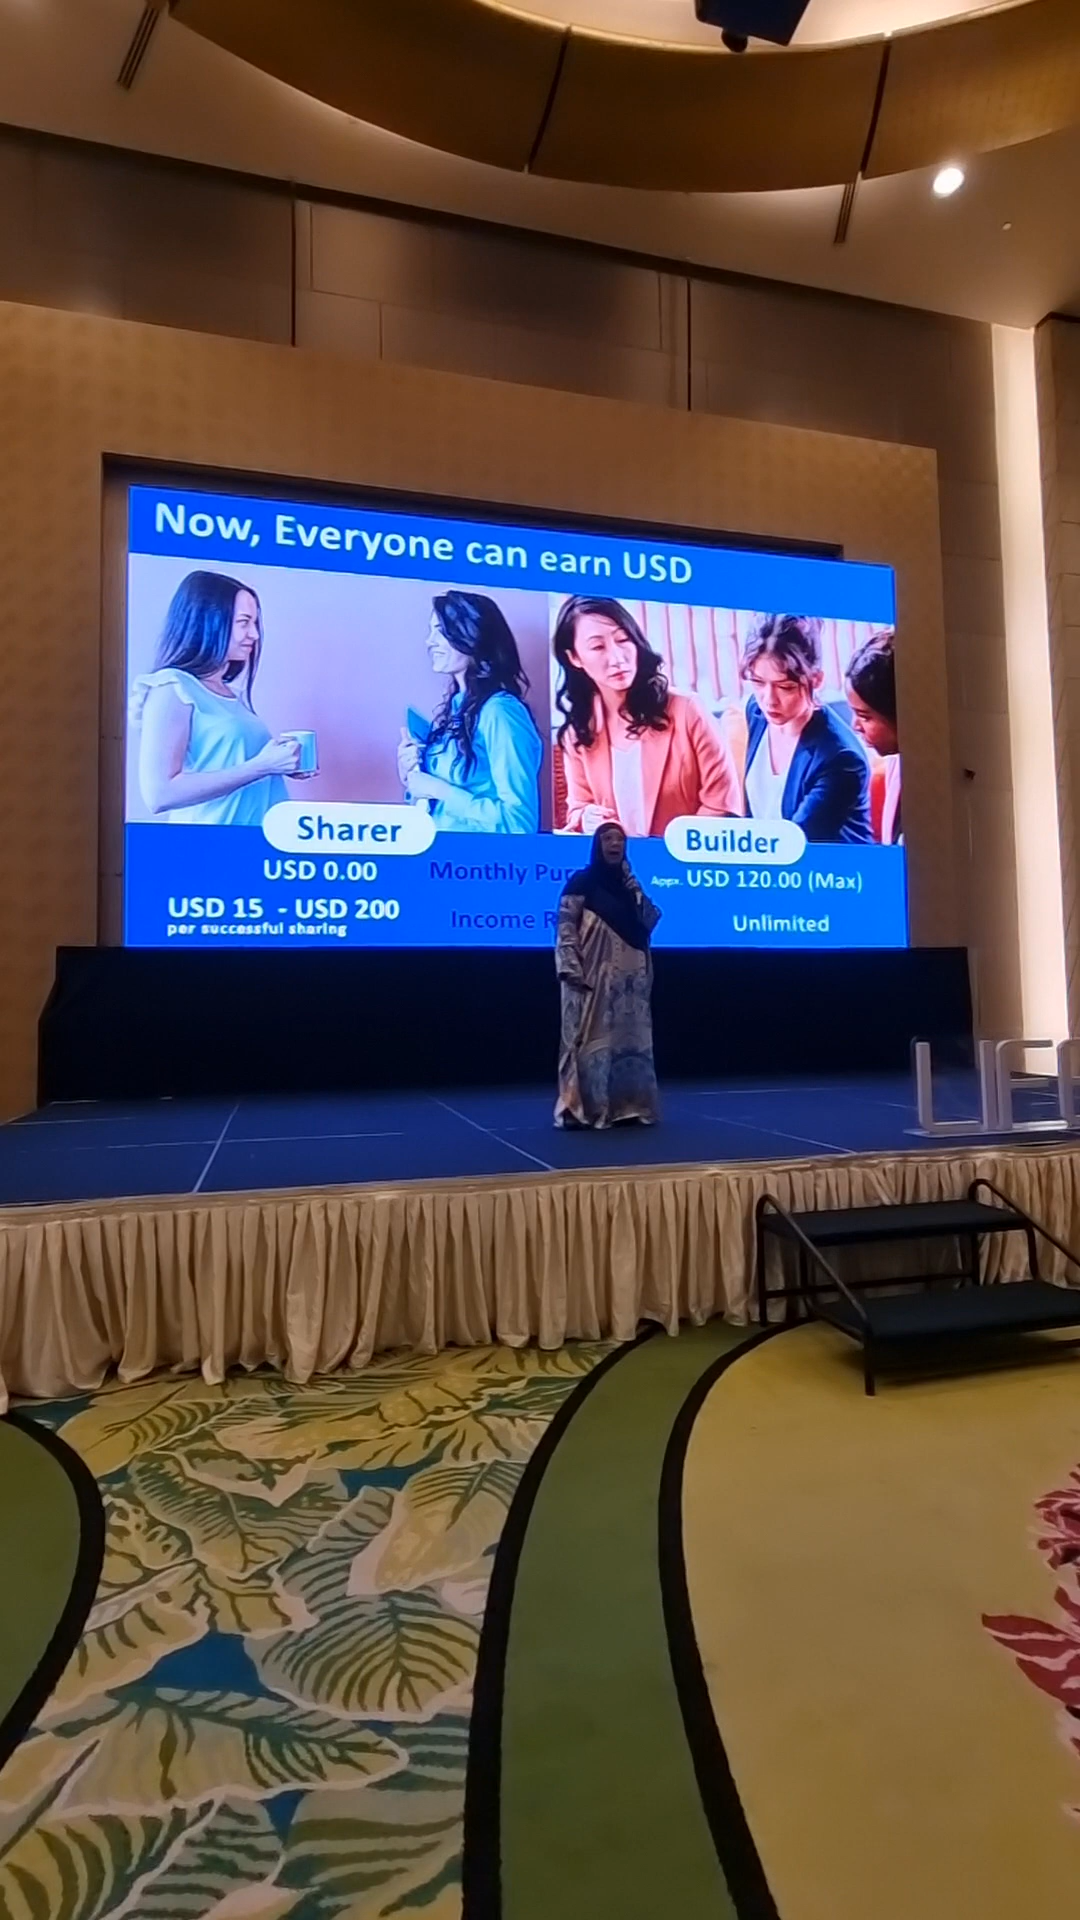 Now, Everyone can earn USD
Sharer
Builder
USD 0.00
Monthly
Appx. USD 120.00 (Max)
USD 15 - USD 200
per successful sharing
Income
Unlimited